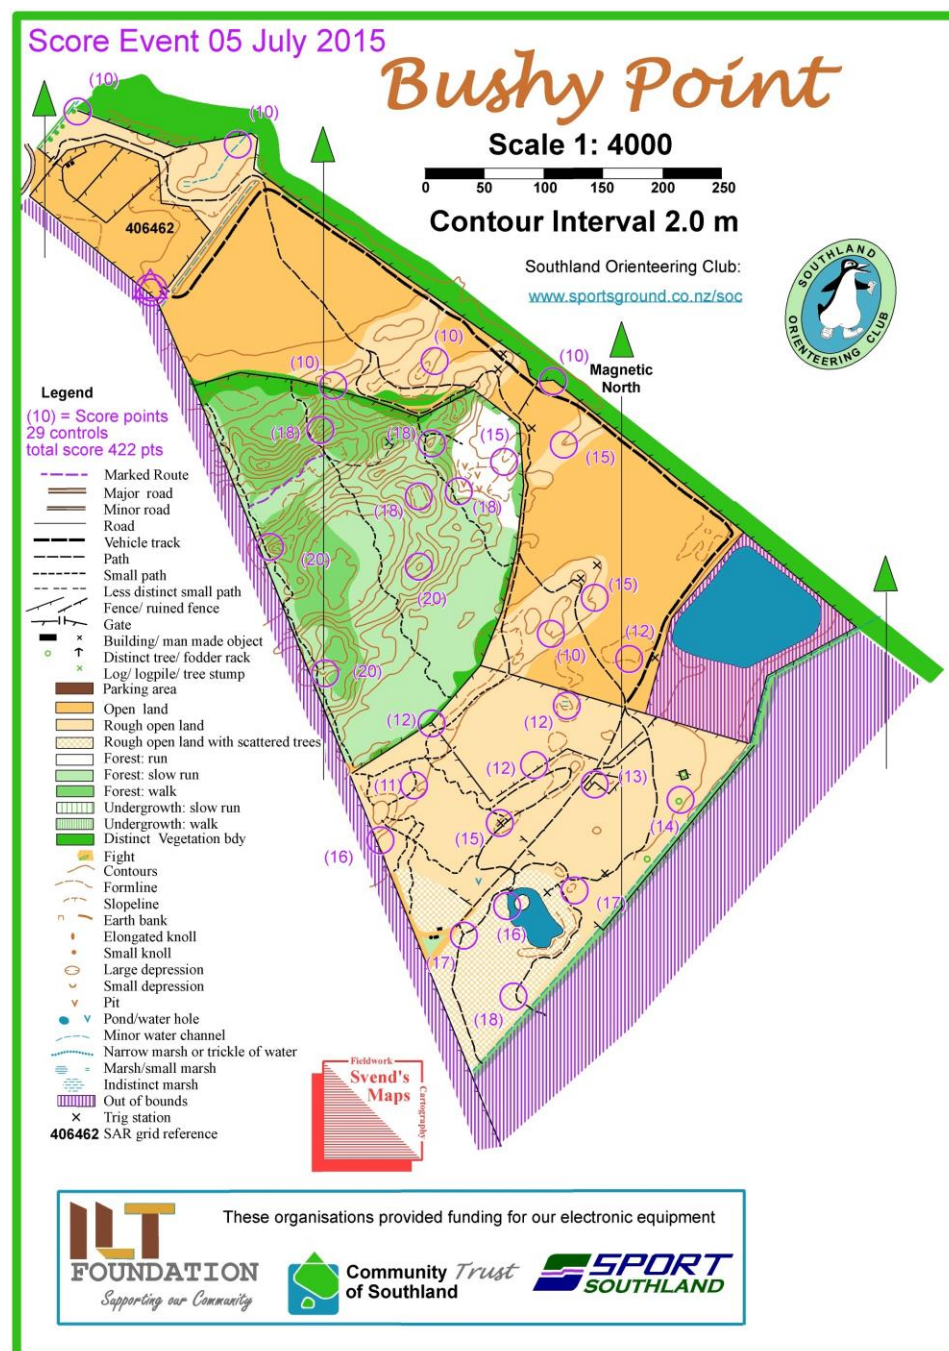 Score Event 05 July 2015
Bushy Point
Scale 1: 4000
0 50 100 150 200 250
Contour Interval 2.0 m
Southland Orienteering Club:
www.sportsground.co.nz/soc
SOUTHLAND
ORIENTEERING CLUB
Magnetic
North
(10)
(10)
406462
(10)
(10)
(10)
(18)
(18)
(15)
(15)
(18)
(18)
(20)
(20)
(15)
(10)
(12)
(20)
(12)
(12)
(12)
(13)
(11)
(14)
(15)
(16)
(17)
(16)
(17)
(18)
Legend
(10) = Score points
29 controls
total score 422 pts
Marked Route
Major road
Minor road
Road
Vehicle track
Path
Small path
Less distinct small path
Fence/ ruined fence
Gate
Building/ man made object
Distinct tree/ fodder rack
Log/ logpile/ tree stump
Parking area
Open land
Rough open land
Rough open land with scattered trees
Forest: run
Forest: slow run
Forest: walk
Undergrowth: slow run
Undergrowth: walk
Distinct Vegetation bdy
Fight
Contours
Formline
Slopeline
Earth bank
Elongated knoll
Small knoll
Large depression
Small depression
Pit
Pond/water hole
Minor water channel
Narrow marsh or trickle of water
Marsh/small marsh
Indistinct marsh
Out of bounds
Trig station
406462 SAR grid reference
Fieldwork
Svend's
Maps
Cartography
These organisations provided funding for our electronic equipment
ILT
FOUNDATION
Supporting our Community
Community Trust
of Southland
SPORT
SOUTHLAND